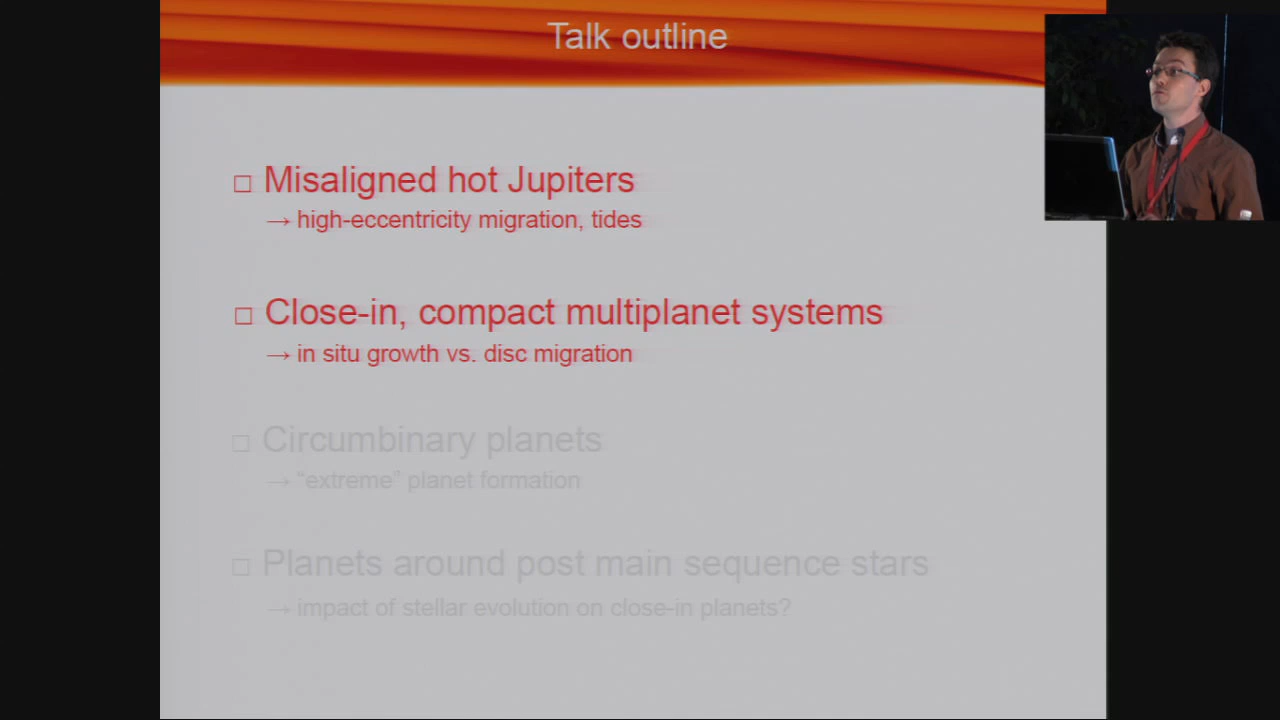 Talk outline
□ Misaligned hot Jupiters
→ high-eccentricity migration, tides
□ Close-in, compact multiplanet systems
→ in situ growth vs. disc migration
□ Circumbinary planets
→ “extreme” planet formation
□ Planets around post main sequence stars
→ impact of stellar evolution on close-in planets?